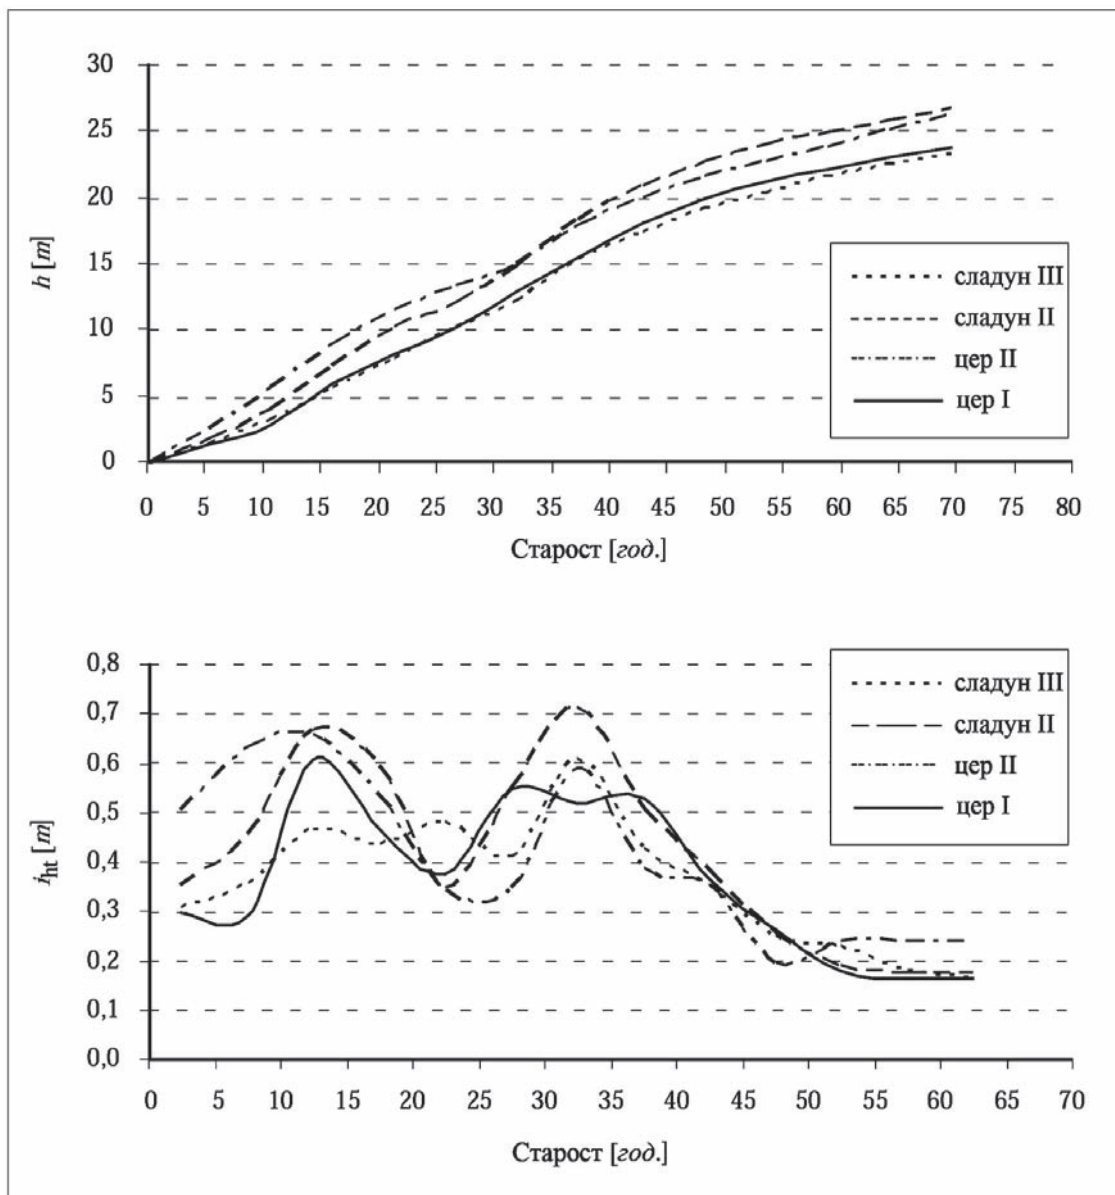 30
25
20
15
10
5
0
h [m]
0 5 10 15 20 25 30 35 40 45 50 55 60 65 70 75 80
Старост [год.]
сладун III
сладун II
цер II
цер I
0,8
0,7
0,6
0,5
0,4
0,3
0,2
0,1
0,0
iht [m]
0 5 10 15 20 25 30 35 40 45 50 55 60 65 70
Старост [год.]
сладун III
сладун II
цер II
цер I